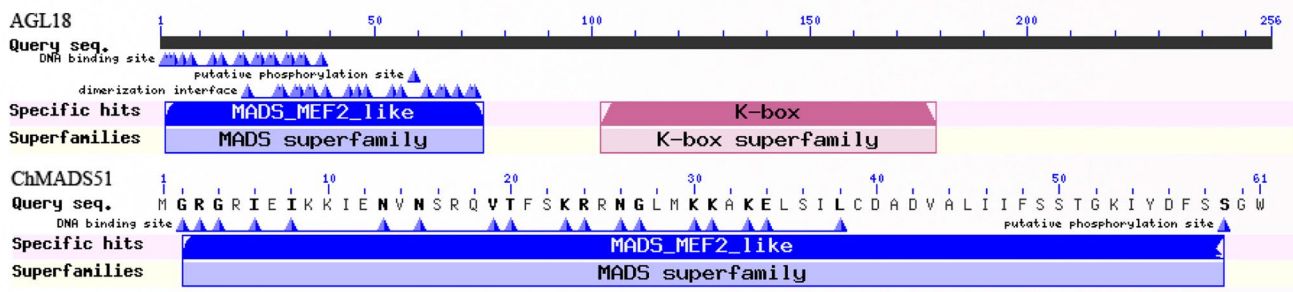 AGL18
1 50 100 150 200 256
Query seq.
DNA binding site
putative phosphorylation site
dimerization interface
Specific hits MADS_MEF2_like K-box
Superfamilies MADS superfamily K-box superfamily
ChMADS51
1 10 20 30 40 50 61
Query seq. M G R G R I E I K K I E N V N S R Q V T F S K R R N G L M K K A K E L S I L C D A D V A L I I F S S T G K I Y D F S S G W
DNA binding site putative phosphorylation site
Specific hits MADS_MEF2_like
Superfamilies MADS superfamily